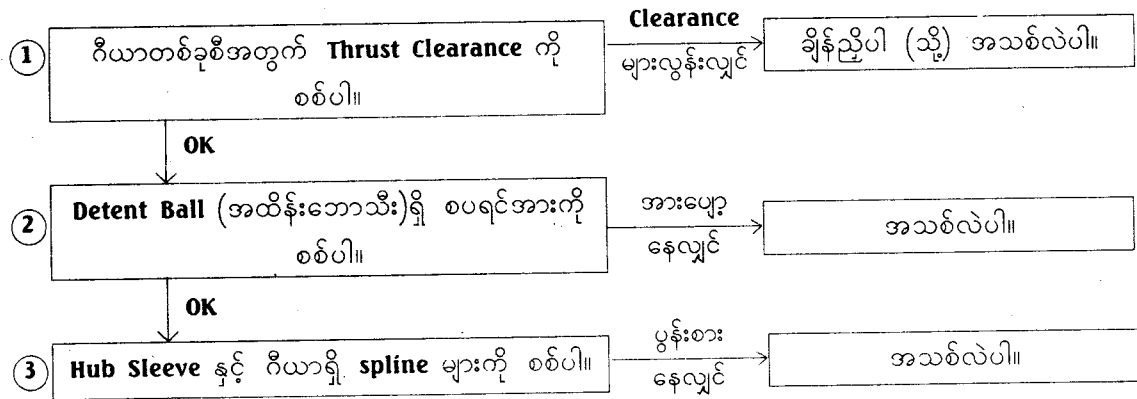 ① ဂီယာတစ်ခုစီအတွက် Thrust Clearance ကို
စစ်ပါ။
Clearance
များလွန်းလျှင်
ချိန်ညှိပါ (သို့) အသစ်လဲပါ။
OK
② Detent Ball (အထိန်းဘောသီး)ရှိ စပရင်အားကို
စစ်ပါ။
အားပျော့
နေလျှင်
အသစ်လဲပါ။
OK
③ Hub Sleeve နှင့် ဂီယာရှိ spline များကို စစ်ပါ။
ပွန်းစား
နေလျှင်
အသစ်လဲပါ။